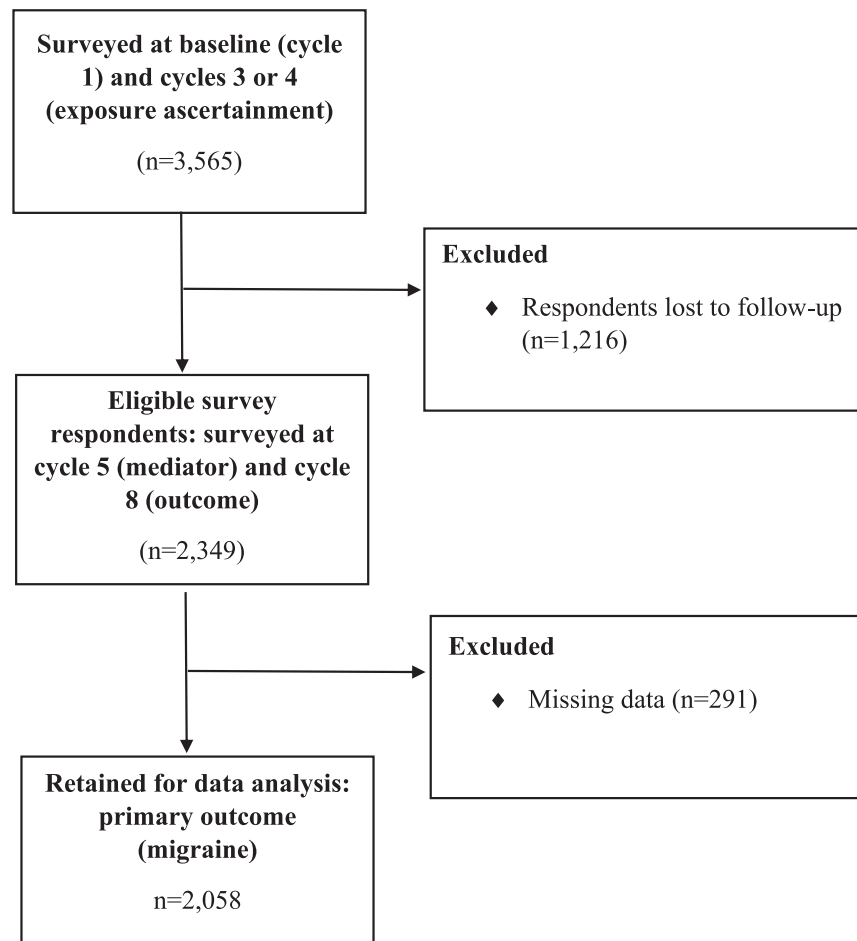 Surveyed at baseline (cycle
1) and cycles 3 or 4
(exposure ascertainment)
(n=3,565)
Excluded
♦ Respondents lost to follow-up
(n=1,216)
Eligible survey
respondents: surveyed at
cycle 5 (mediator) and cycle
8 (outcome)
(n=2,349)
Excluded
♦ Missing data (n=291)
Retained for data analysis:
primary outcome
(migraine)
n=2,058